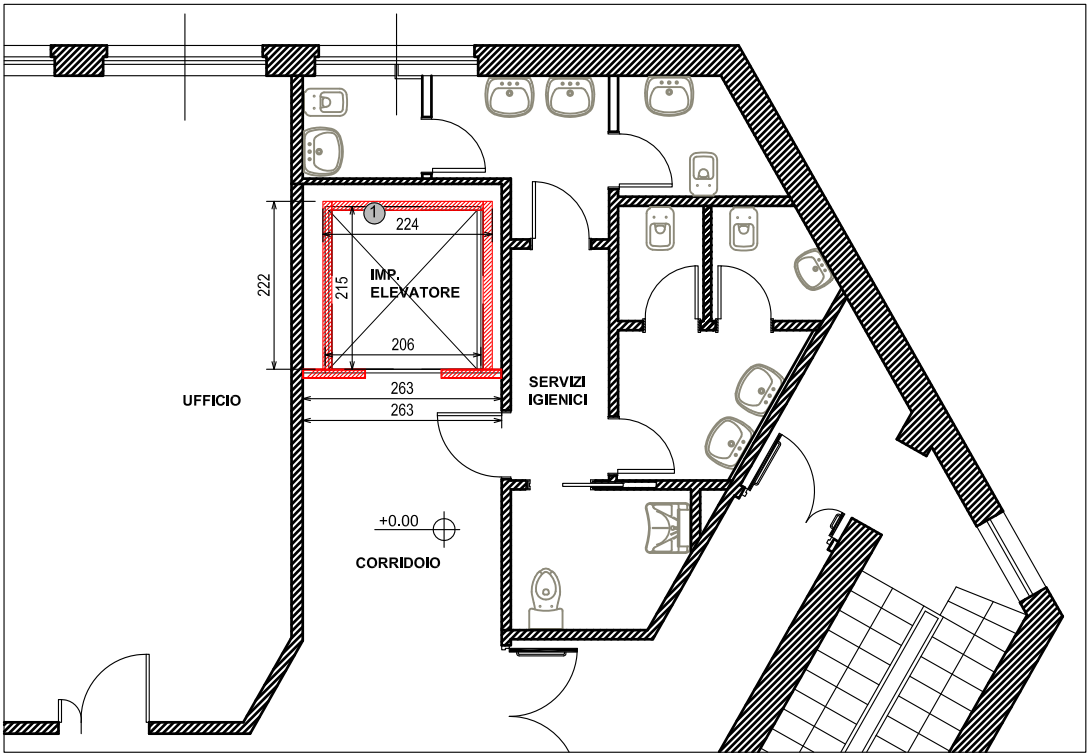 1
224
222
215
IMP.
ELEVATORE
206
263
263
UFFICIO
SERVIZI
IGIENICI
+0.00
CORRIDOIO